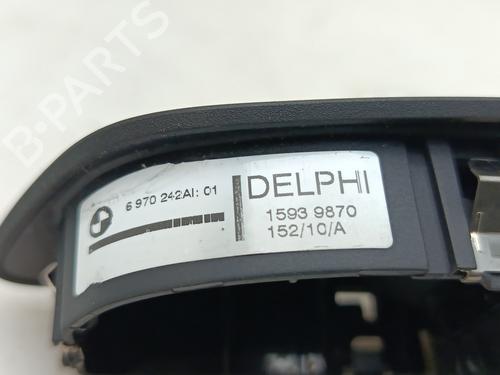 B-PARTS
6 970 242AI: 01
DELPHI
1593 9870
152/10/A